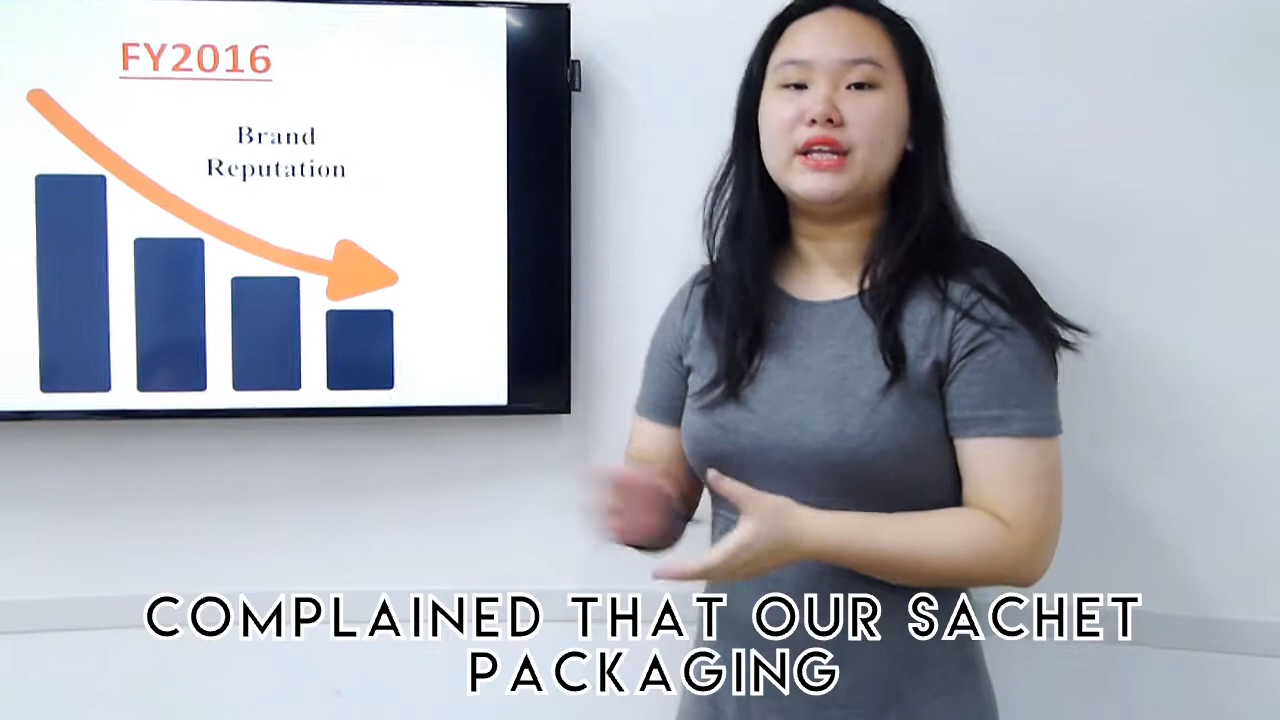 FY2016
Brand
Reputation
COMPLAINED THAT OUR SACHET
PACKAGING